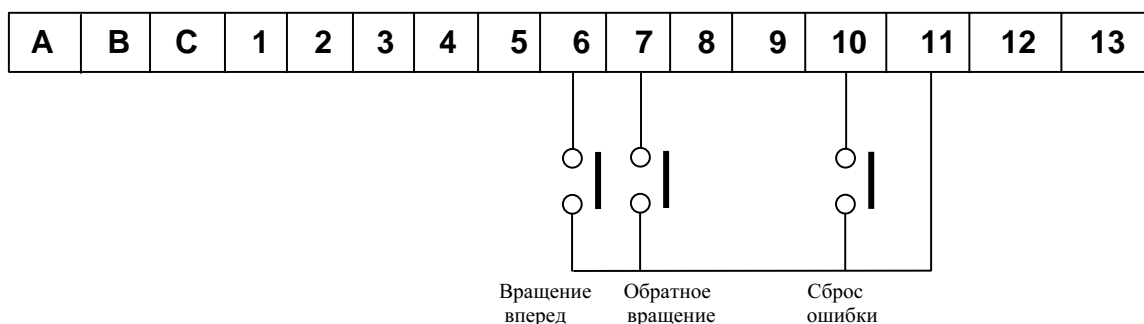 A B C 1 2 3 4 5 6 7 8 9 10 11 12 13
Вращение Обратное Сброс
вперед вращение ошибки